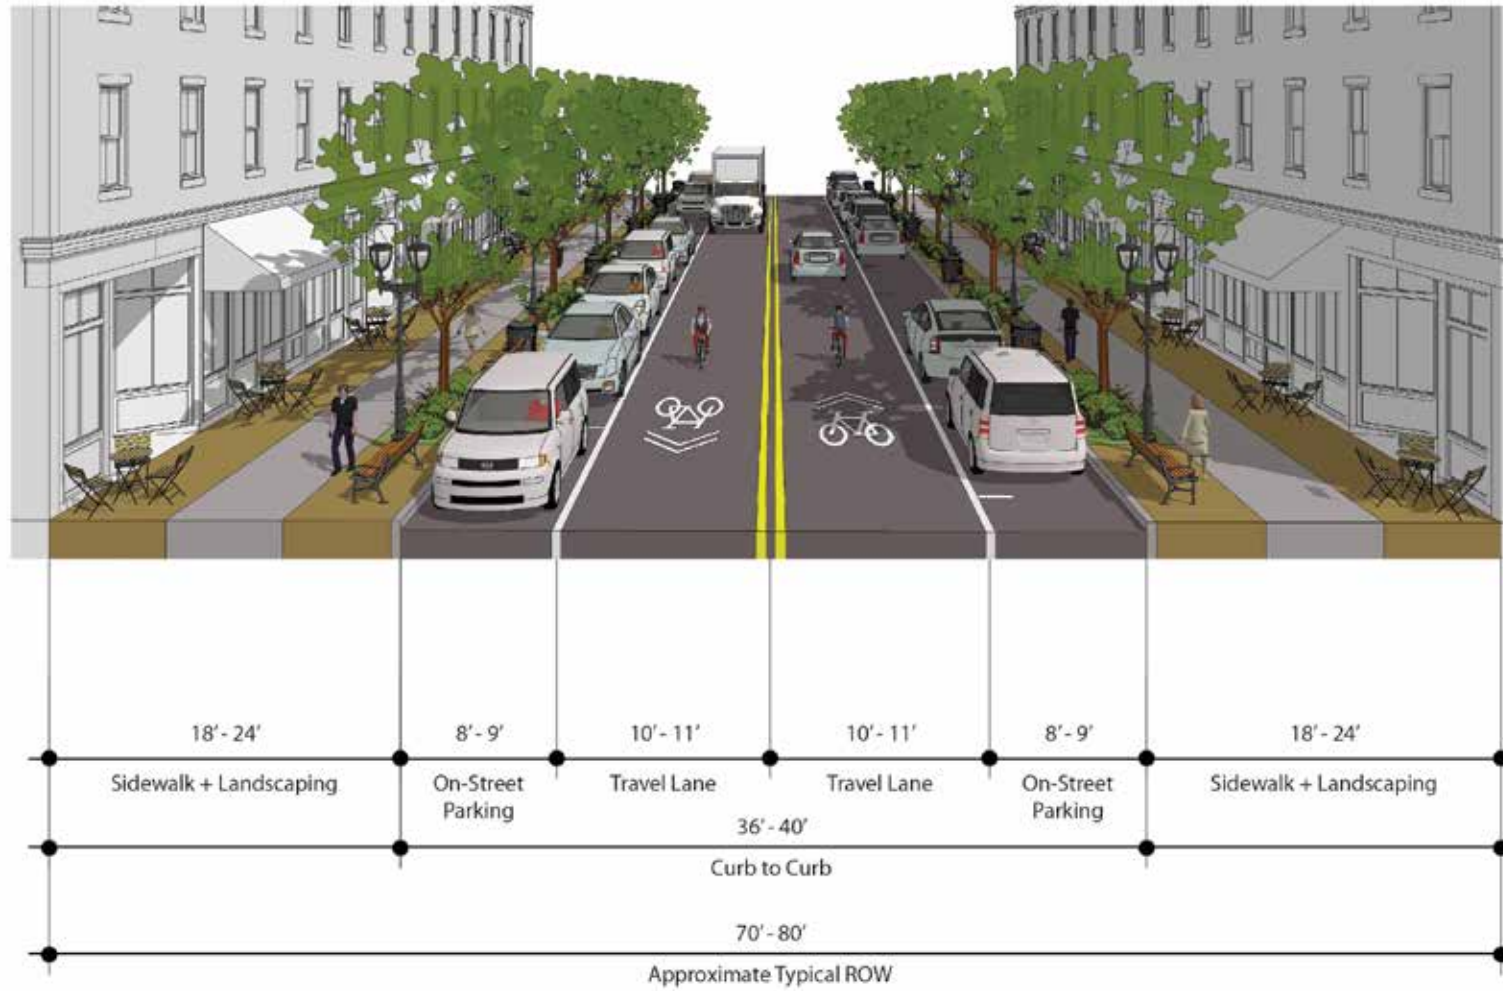 18' - 24'
8' - 9'
10' - 11'
10' - 11'
8' - 9'
18' - 24'
Sidewalk + Landscaping
On-Street
Parking
Travel Lane
Travel Lane
On-Street
Parking
Sidewalk + Landscaping
36' - 40'
Curb to Curb
70' - 80'
Approximate Typical ROW